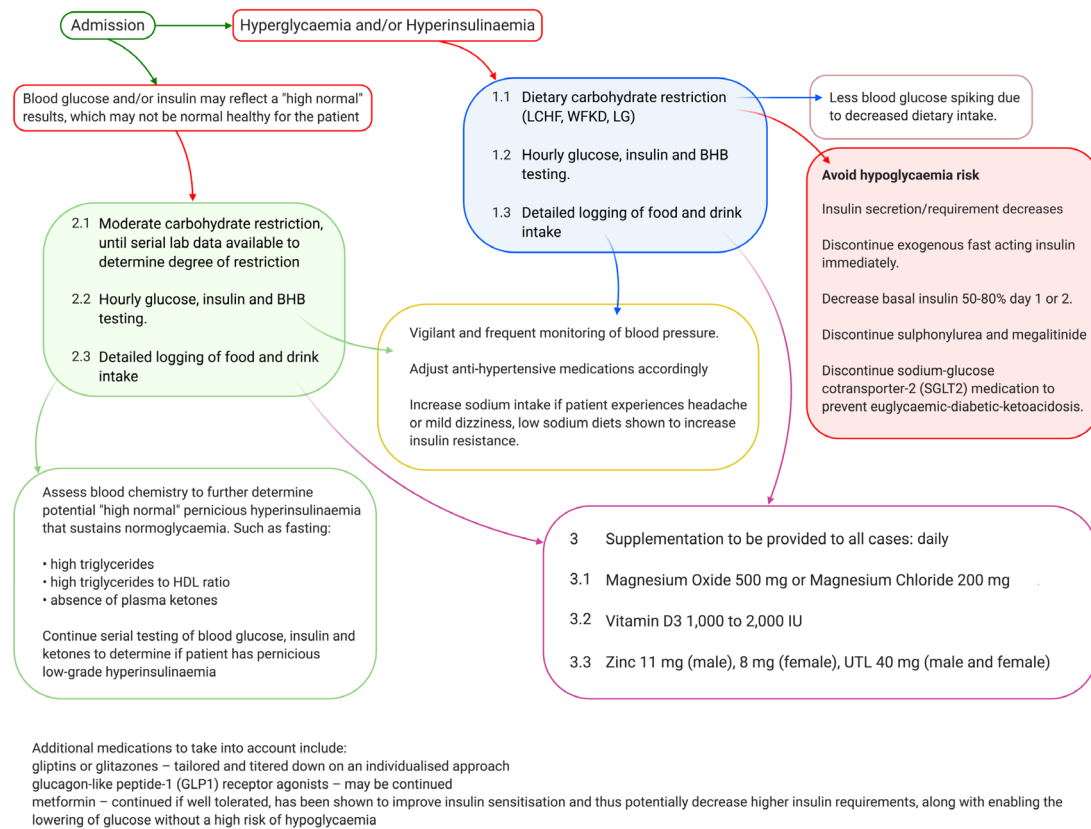 Admission
Hyperglycaemia and/or Hyperinsulinaemia
Blood glucose and/or insulin may reflect a "high normal"
results, which may not be normal healthy for the patient
1.1 Dietary carbohydrate restriction
(LCHF, WFKD, LG)
1.2 Hourly glucose, insulin and BHB
testing.
1.3 Detailed logging of food and drink
intake
Less blood glucose spiking due
to decreased dietary intake.
Avoid hypoglycaemia risk
Insulin secretion/requirement decreases
Discontinue exogenous fast acting insulin
immediately.
Decrease basal insulin 50-80% day 1 or 2.
Discontinue sulphonylurea and megalitinide
Discontinue sodium-glucose
cotransporter-2 (SGLT2) medication to
prevent euglycaemic-diabetic-ketoacidosis.
2.1 Moderate carbohydrate restriction,
until serial lab data available to
determine degree of restriction
2.2 Hourly glucose, insulin and BHB
testing.
2.3 Detailed logging of food and drink
intake
Vigilant and frequent monitoring of blood pressure.
Adjust anti-hypertensive medications accordingly
Increase sodium intake if patient experiences headache
or mild dizziness, low sodium diets shown to increase
insulin resistance.
Assess blood chemistry to further determine
potential "high normal" pernicious hyperinsulinaemia
that sustains normoglycaemia. Such as fasting:
• high triglycerides
• high triglycerides to HDL ratio
• absence of plasma ketones
Continue serial testing of blood glucose, insulin and
ketones to determine if patient has pernicious
low-grade hyperinsulinaemia
3 Supplementation to be provided to all cases: daily
3.1 Magnesium Oxide 500 mg or Magnesium Chloride 200 mg
3.2 Vitamin D3 1,000 to 2,000 IU
3.3 Zinc 11 mg (male), 8 mg (female), UTL 40 mg (male and female)
Additional medications to take into account include:
gliptins or glitazones – tailored and titered down on an individualised approach
glucagon-like peptide-1 (GLP1) receptor agonists – may be continued
metformin – continued if well tolerated, has been shown to improve insulin sensitisation and thus potentially decrease higher insulin requirements, along with enabling the
lowering of glucose without a high risk of hypoglycaemia